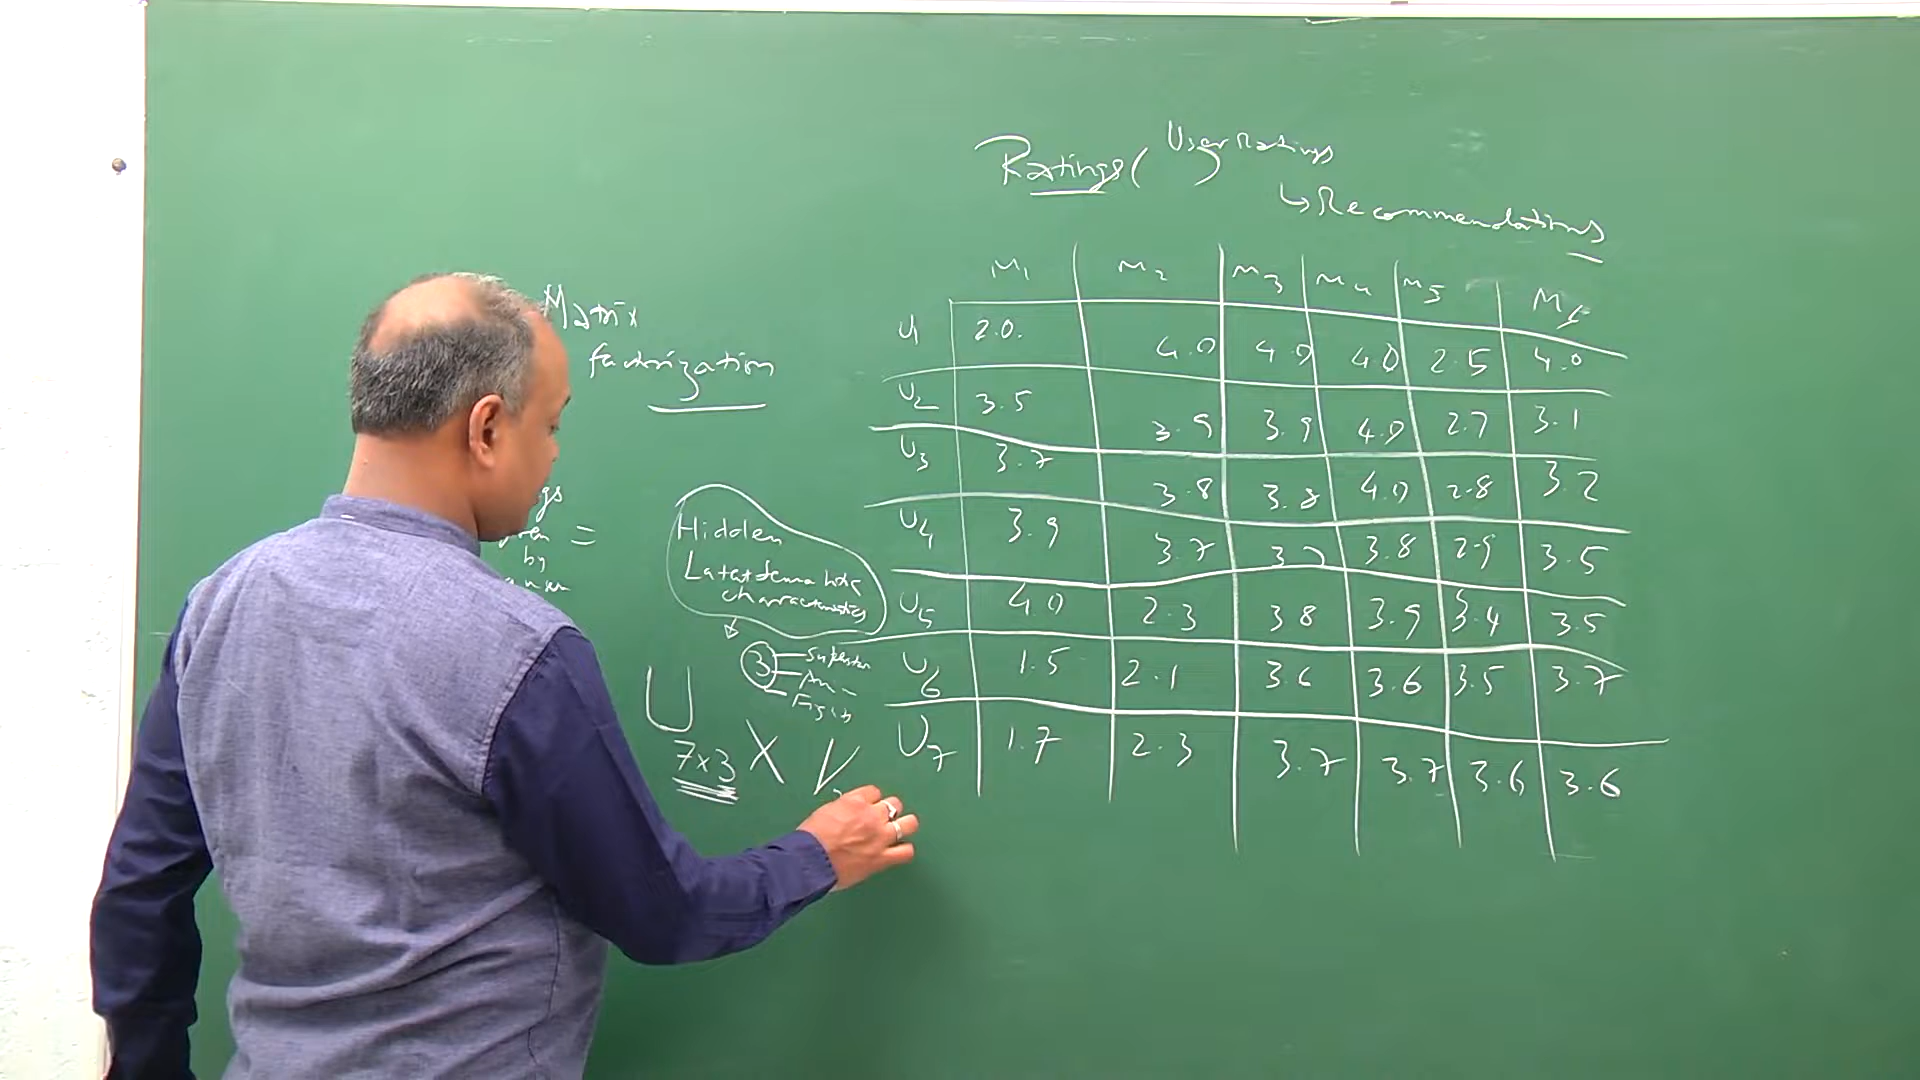 Ratings( ) User Ratings
↳ Recommendations
Matrix
factorization
M1 M2 M3 M4 M5 M6
U1 2.0. 4.0 4.0 4.0 2.5 4.0
U2 3.5 3.9 3.9 4.0 2.7 3.1
U3 3.7 3.8 3.8 4.0 2.8 3.2
U4 3.9 3.7 3.7 3.8 2.9 3.5
U5 4.0 2.3 3.8 3.9 3.4 3.5
U6 1.5 2.1 3.6 3.6 3.5 3.7
U7 1.7 2.3 3.7 3.7 3.6 3.6
gs
=
by
Hidden
characteristics
3
U 7x3 X V